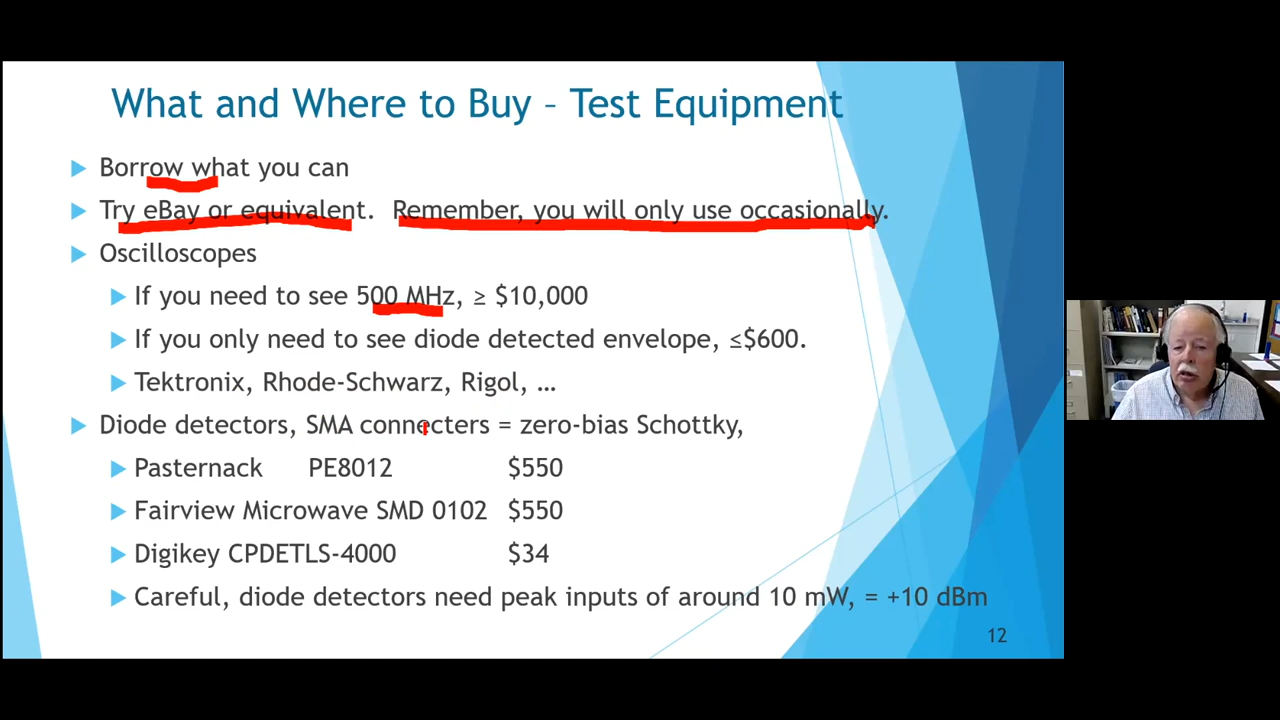 What and Where to Buy – Test Equipment
Borrow what you can
Try eBay or equivalent. Remember, you will only use occasionally.
Oscilloscopes
If you need to see 500 MHz, ≥ $10,000
If you only need to see diode detected envelope, ≤$600.
Tektronix, Rhode-Schwarz, Rigol, …
Diode detectors, SMA connecters = zero-bias Schottky,
Pasternack PE8012 $550
Fairview Microwave SMD 0102 $550
Digikey CPDETLS-4000 $34
Careful, diode detectors need peak inputs of around 10 mW, = +10 dBm
12